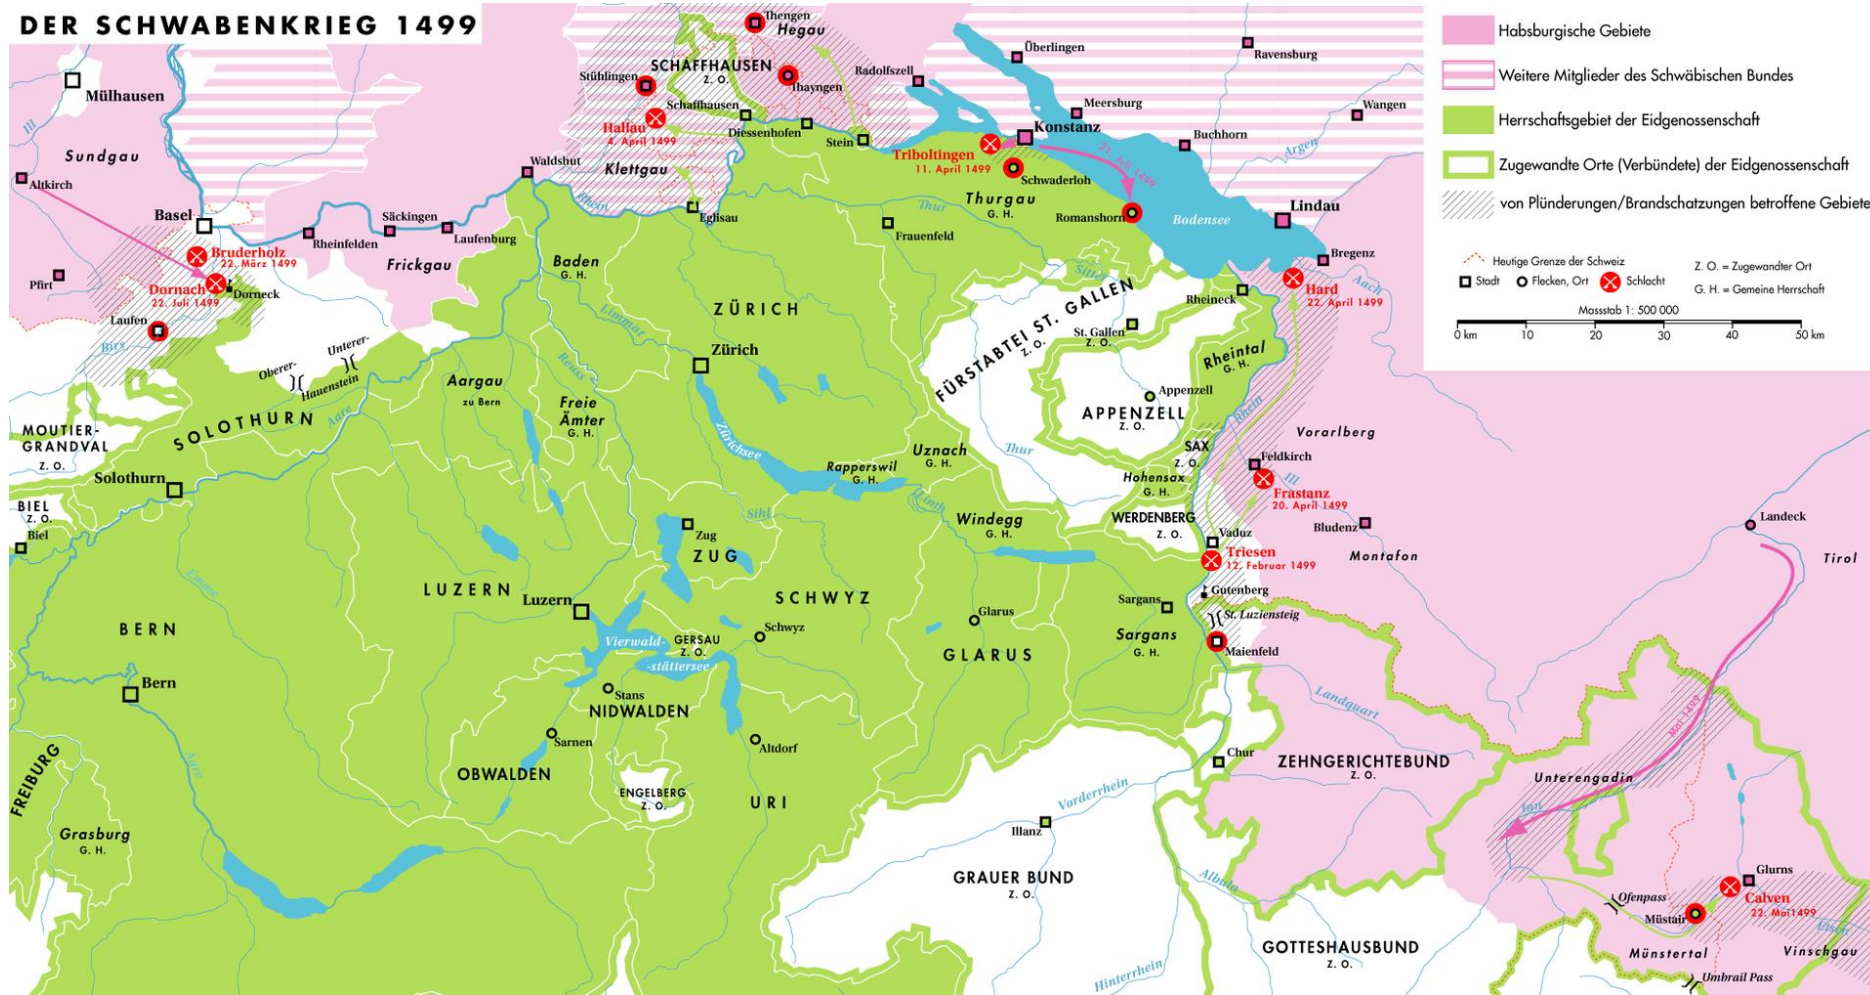 DER SCHWABENKRIEG 1499
Habsburgische Gebiete
Weitere Mitglieder des Schwäbischen Bundes
Herrschaftsgebiet der Eidgenossenschaft
Zugewandte Orte (Verbündete) der Eidgenossenschaft
von Plünderungen/Brandschatzungen betroffene Gebiete
Heutige Grenze der Schweiz
Stadt
Flecken, Ort
Schlacht
Z. O. = Zugewandter Ort
G. H. = Gemeine Herrschaft
Massstab 1: 500 000
0 km
10
20
30
40
50 km
Mülhausen
Ill
Sundgau
Altkirch
Basel
Bruderholz
22. März 1499
Dornach
22. Juli 1499
Dorneck
Pfirt
Laufen
Birs
Rheinfelden
Säckingen
Laufenburg
Frickgau
Waldshut
Oberer-
Unterer-
Hauenstein
Thengen
Hegau
SCHAFFHAUSEN
Z. O.
Stühlingen
Thayngen
Schaffhausen
Hallau
4. April 1499
Diessenhofen
Klettgau
Rhein
Eglisau
Stein
Radolfszell
Überlingen
Ravensburg
Meersburg
Wangen
Buchhorn
Argen
Konstanz
Triboltingen
11. April 1499
Schwaderloh
21. Juli 1499
Romanshorn
Bodensee
Lindau
Bregenz
Aach
Hard
22. April 1499
Thurgau
G. H.
Thur
Frauenfeld
Sitter
Rheineck
Baden
G. H.
ZÜRICH
Zürich
Limmat
Reuss
Aargau
zu Bern
Freie
Ämter
G. H.
Aare
SOLOTHURN
Solothurn
MOUTIER-
GRANDVAL
Z. O.
BIEL
Z. O.
Biel
Emme
Zürichsee
Rapperswil
G. H.
Uznach
G. H.
Linth
Sihl
Windegg
G. H.
FÜRSTABTEI ST. GALLEN
Z. O.
St. Gallen
Z. O.
Appenzell
APPENZELL
Z. O.
Rheintal
G. H.
Rhein
Thur
SAX
Z. O.
Hohensax
G. H.
WERDENBERG
Z. O.
Vorarlberg
Feldkirch
Ill
Frastanz
20. April 1499
Bludenz
Montafon
Vaduz
Triesen
12. Februar 1499
Gutenberg
St. Luziensteig
Maienfeld
Sargans
Sargans
G. H.
Landeck
Tirol
Zug
ZUG
LUZERN
Luzern
SCHWYZ
Schwyz
GERSAU
Z. O.
Vierwald-
-stättersee
Glarus
GLARUS
BERN
Bern
Aare
Stans
NIDWALDEN
Sarnen
OBWALDEN
Altdorf
ENGELBERG
Z. O.
URI
FREIBURG
Grasburg
G. H.
Landquart
Chur
ZEHNGERICHTEBUND
Z. O.
Vorderrhein
Illanz
GRAUER BUND
Z. O.
Albula
Hinterrhein
GOTTESHAUSBUND
Z. O.
Mai 1499
Unterengadin
Inn
Glurns
Calven
22. Mai 1499
Ofenpass
Müstair
Etsch
Münstertal
Vinschgau
Umbrail Pass